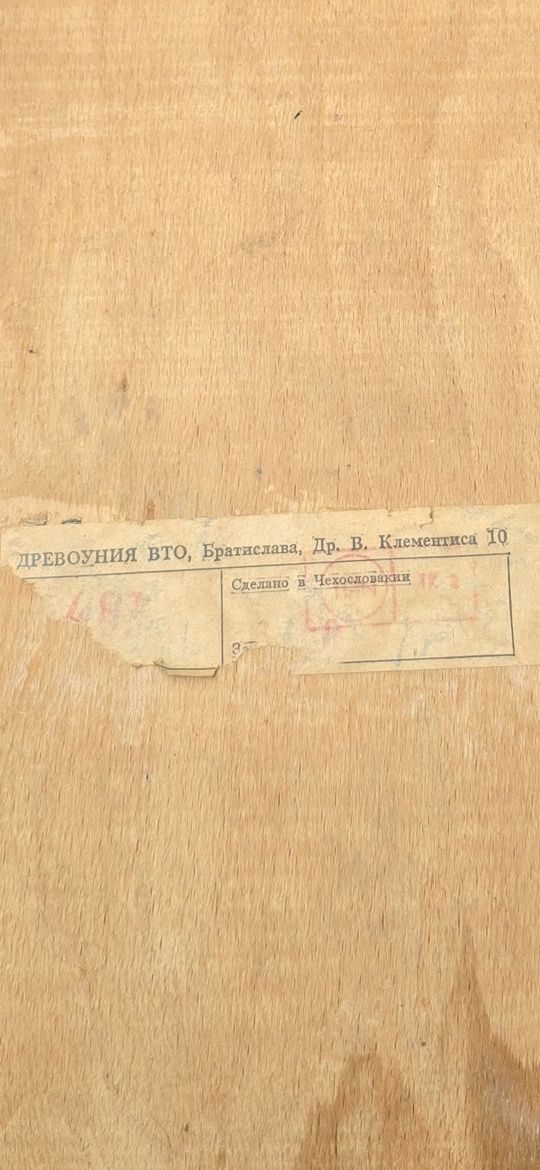 ДРЕВОУНИЯ ВТО, Братислава, Др. В. Клементиса 10
Сделано в Чехословакии